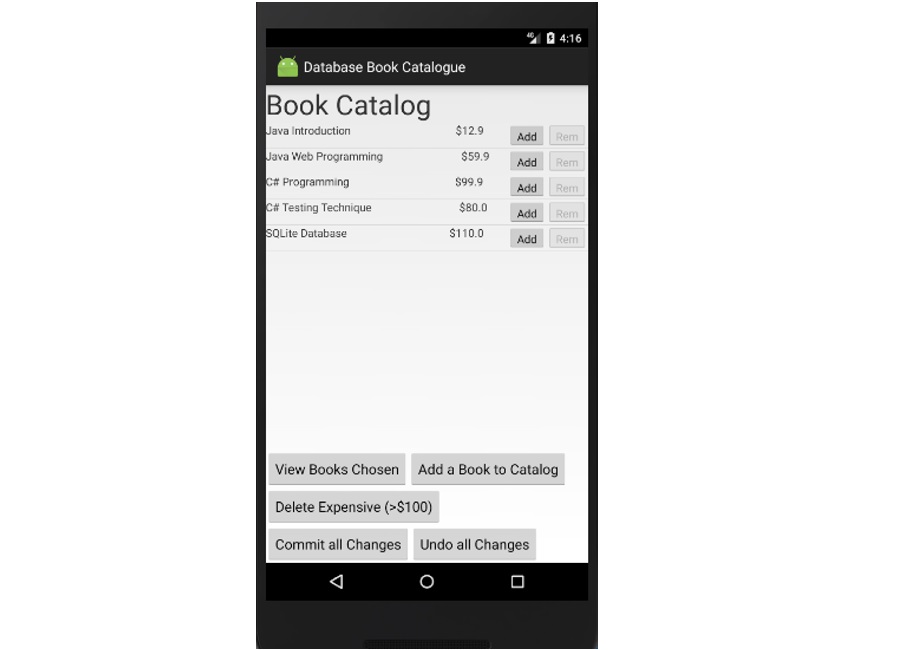 4G 4:16
Database Book Catalogue
Book Catalog
Java Introduction $12.9 Add Rem
Java Web Programming $59.9 Add Rem
C# Programming $99.9 Add Rem
C# Testing Technique $80.0 Add Rem
SQLite Database $110.0 Add Rem
View Books Chosen Add a Book to Catalog
Delete Expensive (>$100)
Commit all Changes Undo all Changes